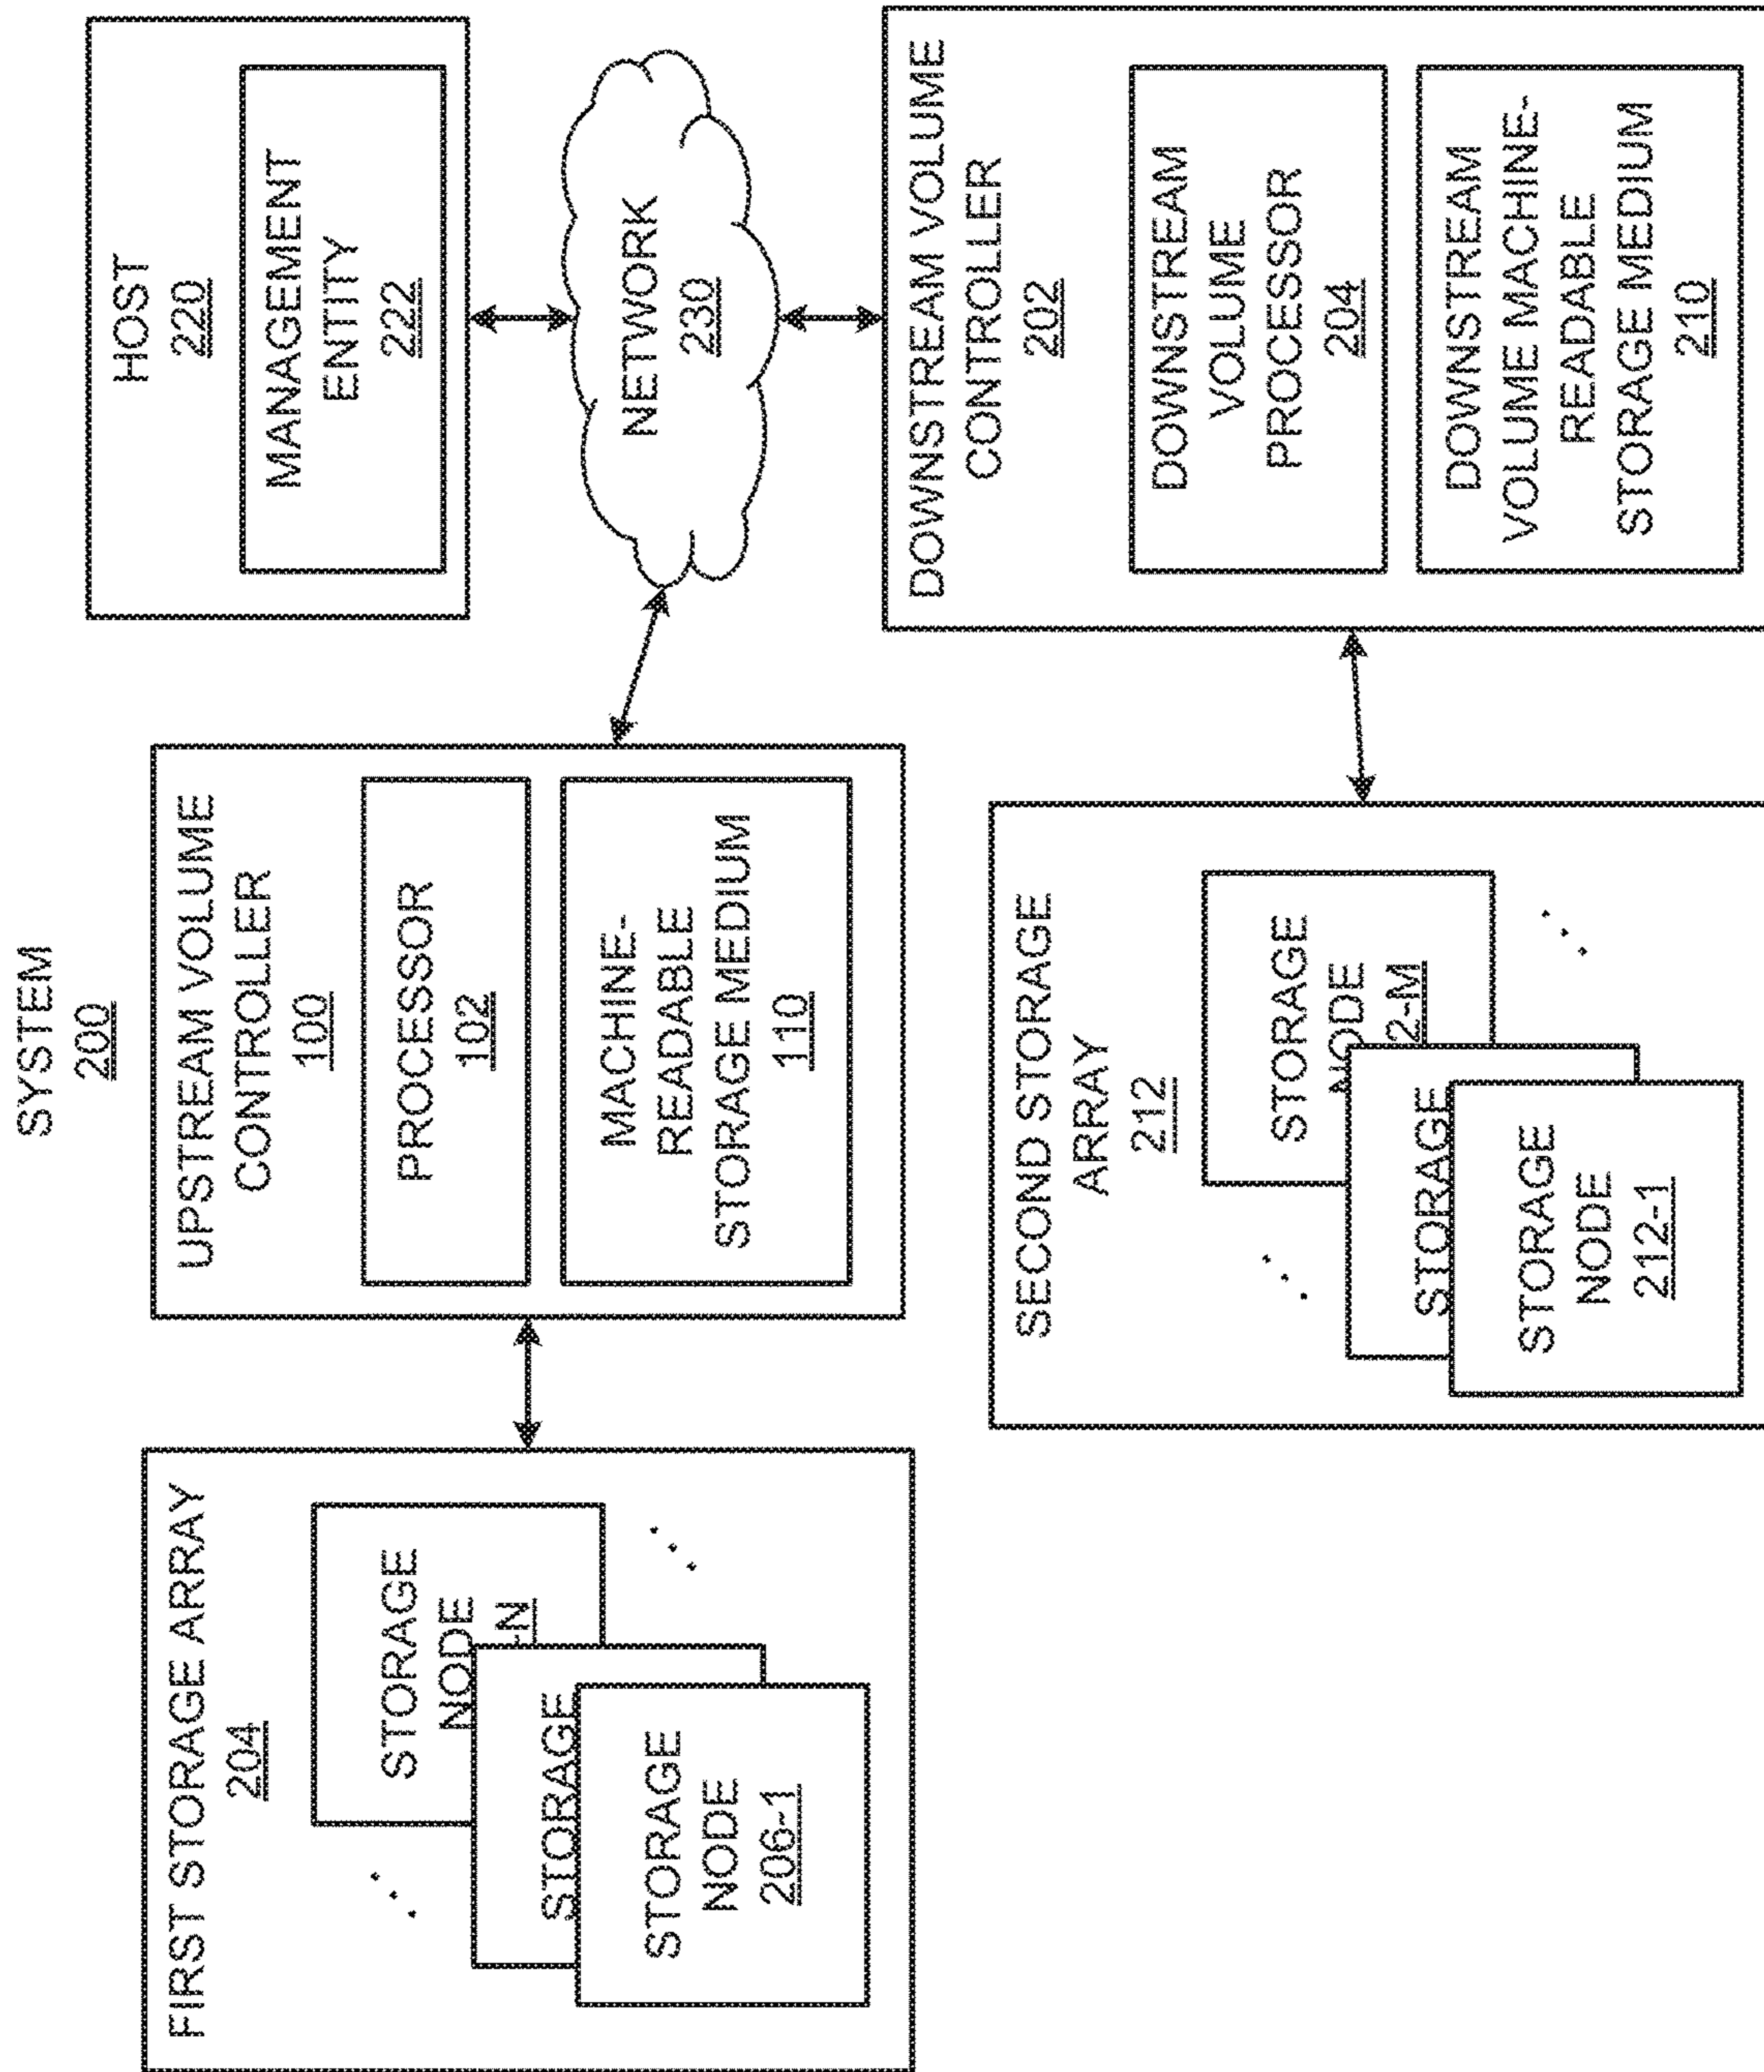 SYSTEM
200
FIRST STORAGE ARRAY
204
STORAGE
NODE
-N
STORAGE
STORAGE
NODE
206-1
UPSTREAM VOLUME
CONTROLLER
100
PROCESSOR
102
MACHINE-
READABLE
STORAGE MEDIUM
110
HOST
220
MANAGEMENT
ENTITY
222
NETWORK
230
SECOND STORAGE
ARRAY
212
STORAGE
NODE
2-M
STORAGE
STORAGE
NODE
212-1
DOWNSTREAM VOLUME
CONTROLLER
202
DOWNSTREAM
VOLUME
PROCESSOR
204
DOWNSTREAM
VOLUME MACHINE-
READABLE
STORAGE MEDIUM
210